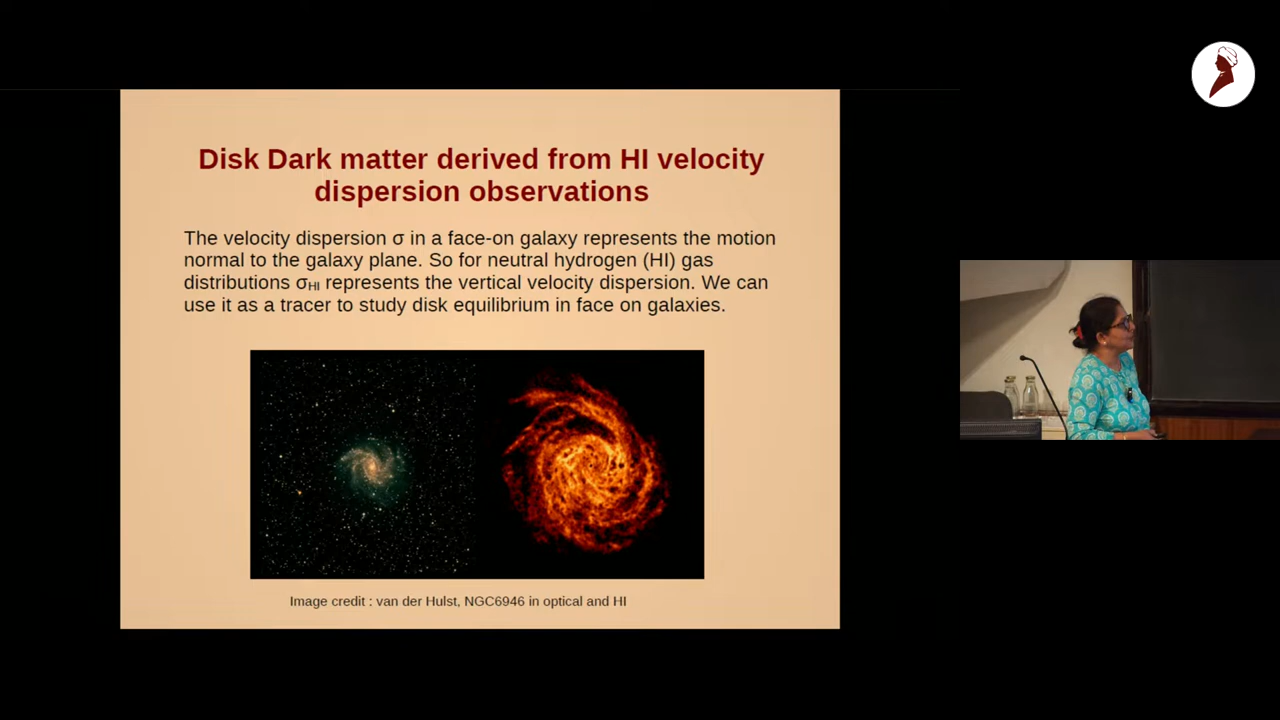 Disk Dark matter derived from HI velocity
dispersion observations
The velocity dispersion σ in a face-on galaxy represents the motion
normal to the galaxy plane. So for neutral hydrogen (HI) gas
distributions σHI represents the vertical velocity dispersion. We can
use it as a tracer to study disk equilibrium in face on galaxies.
Image credit : van der Hulst, NGC6946 in optical and HI